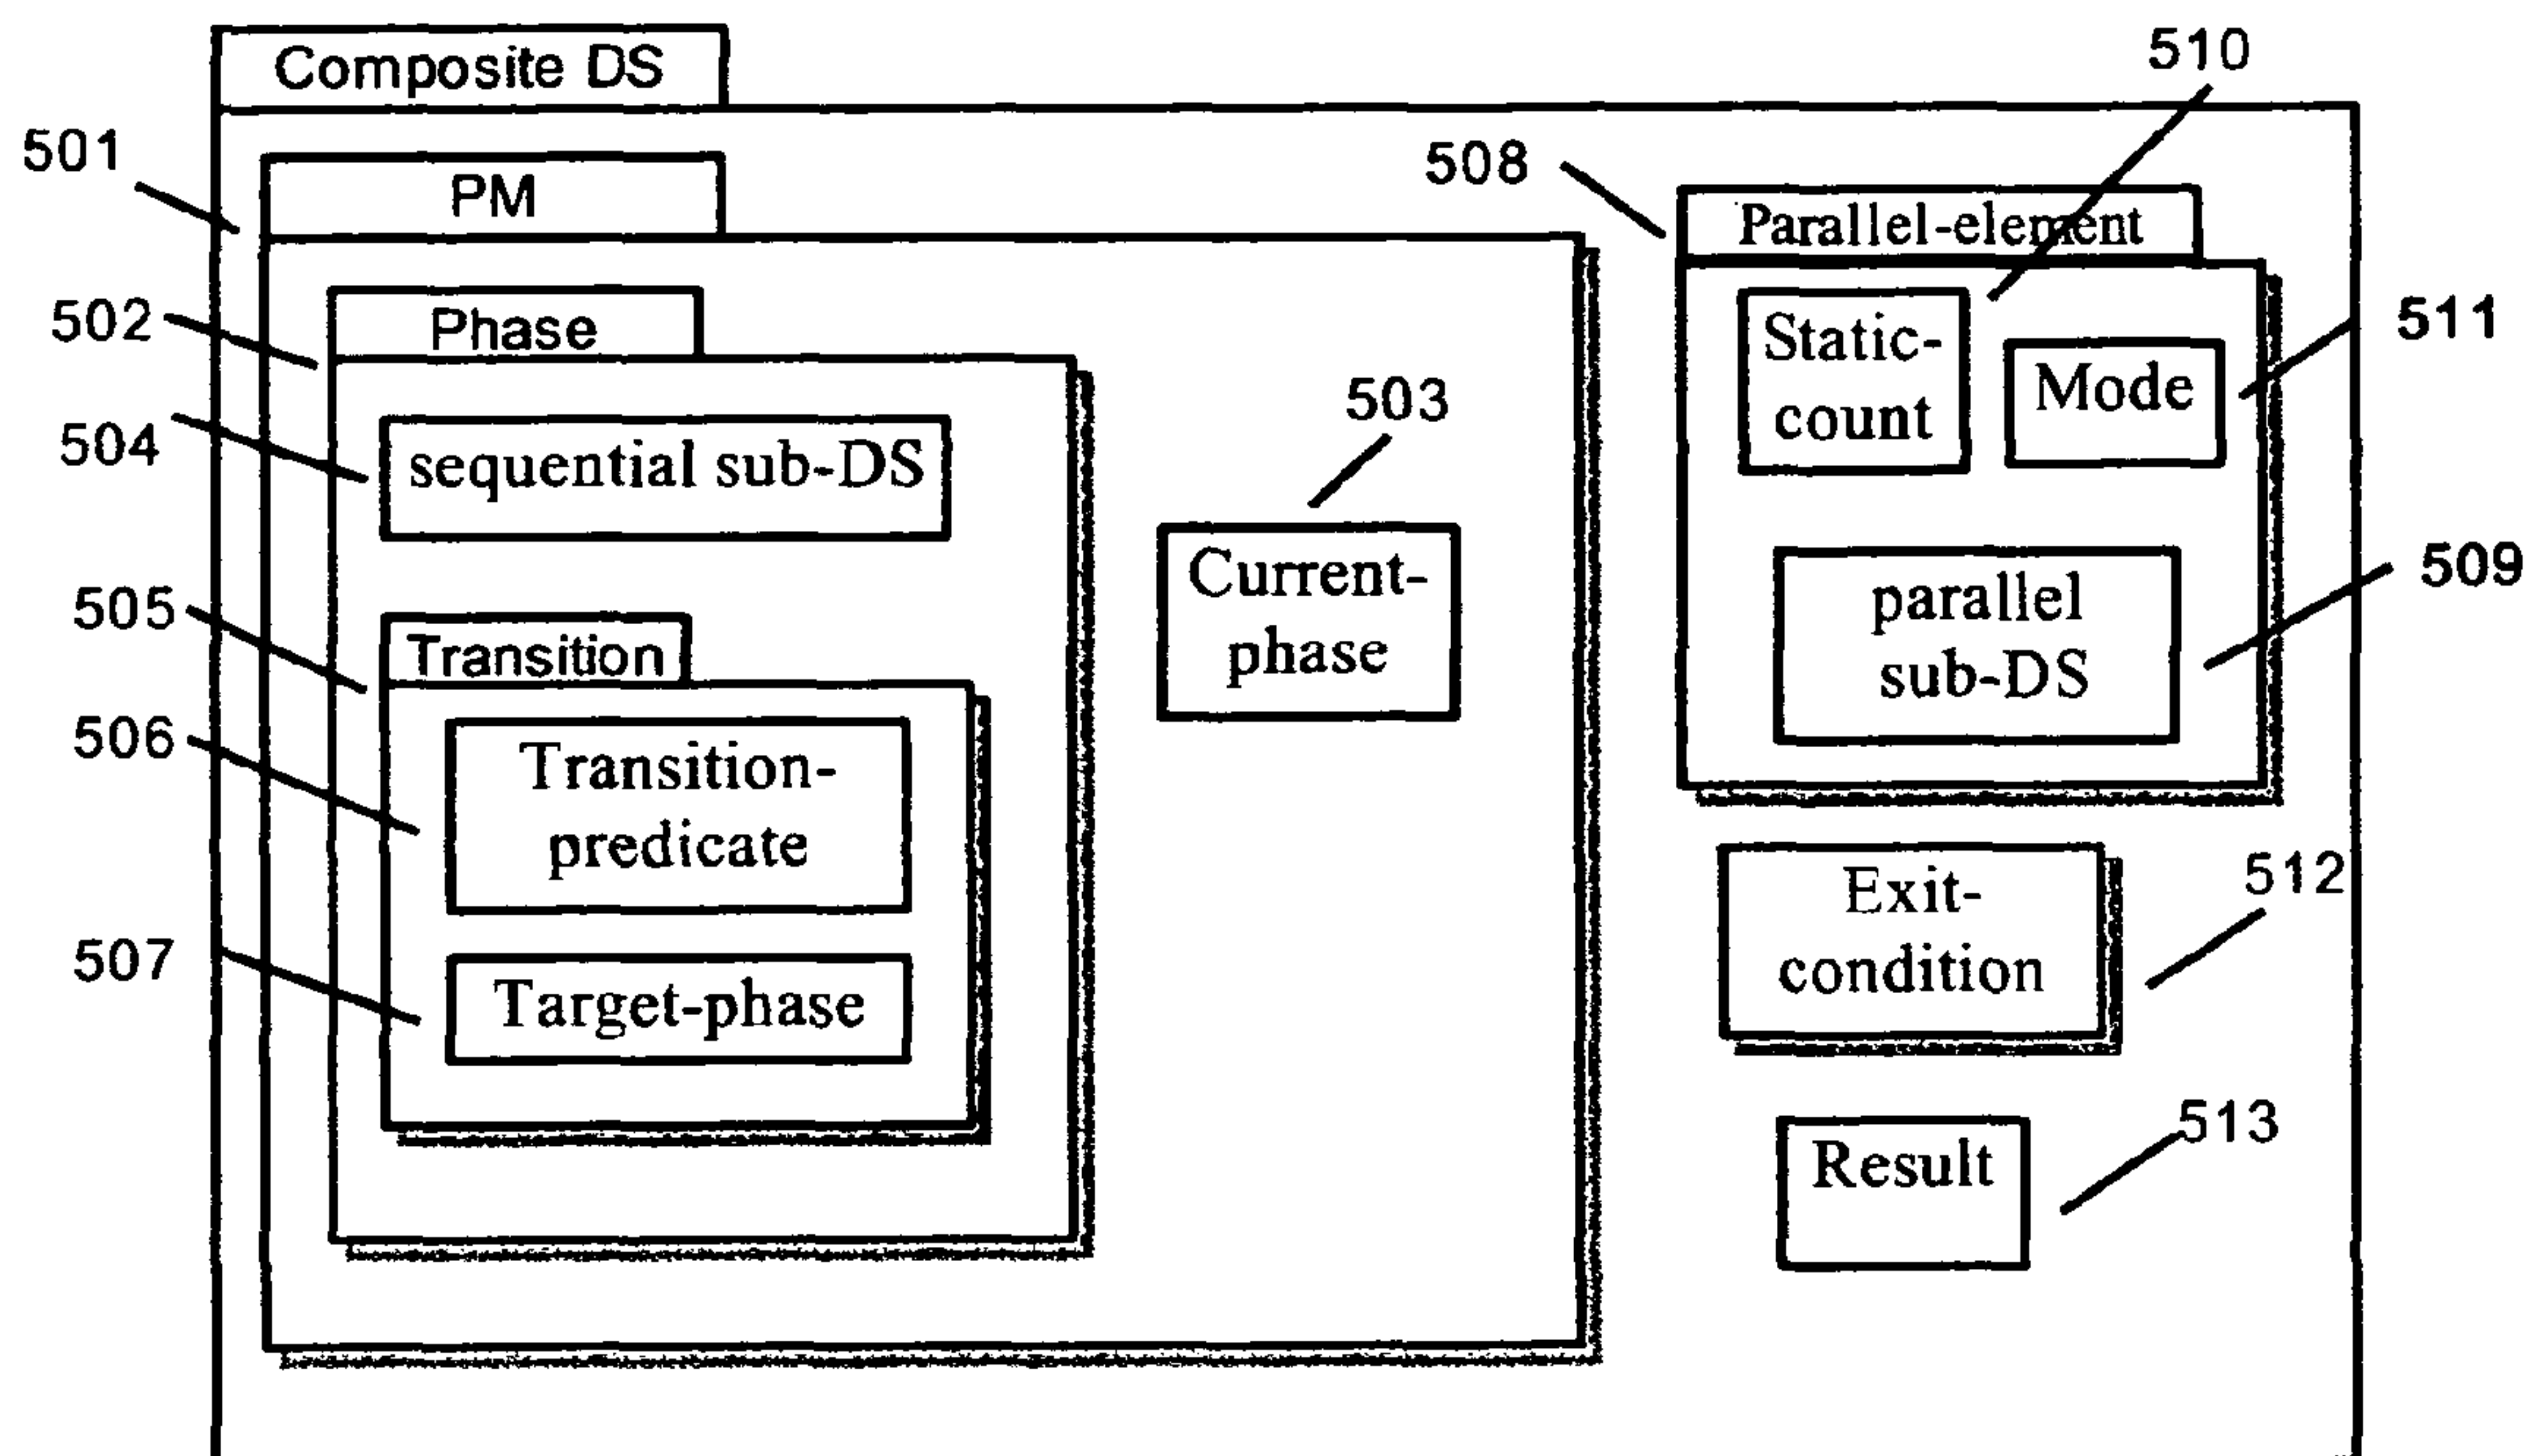 Composite DS
510
501
PM
508
Parallel-element
502
Phase
Static-
count
Mode
511
504
sequential sub-DS
503
Current-
phase
509
parallel
sub-DS
505
Transition
506
Transition-
predicate
507
Target-phase
Exit-
condition
512
Result
513